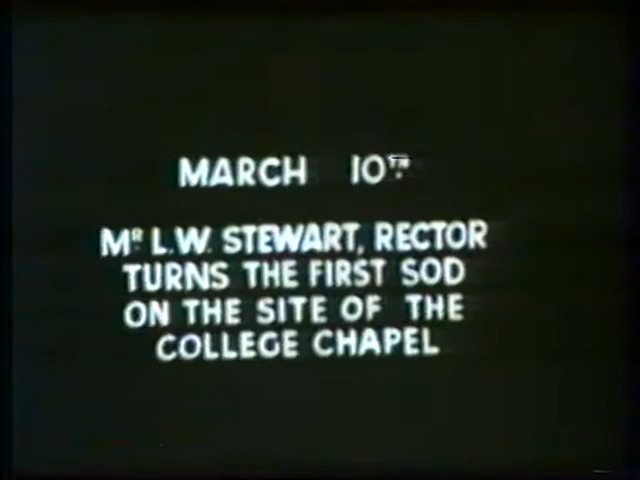 MARCH 10TH
MR L.W. STEWART, RECTOR
TURNS THE FIRST SOD
ON THE SITE OF THE
COLLEGE CHAPEL